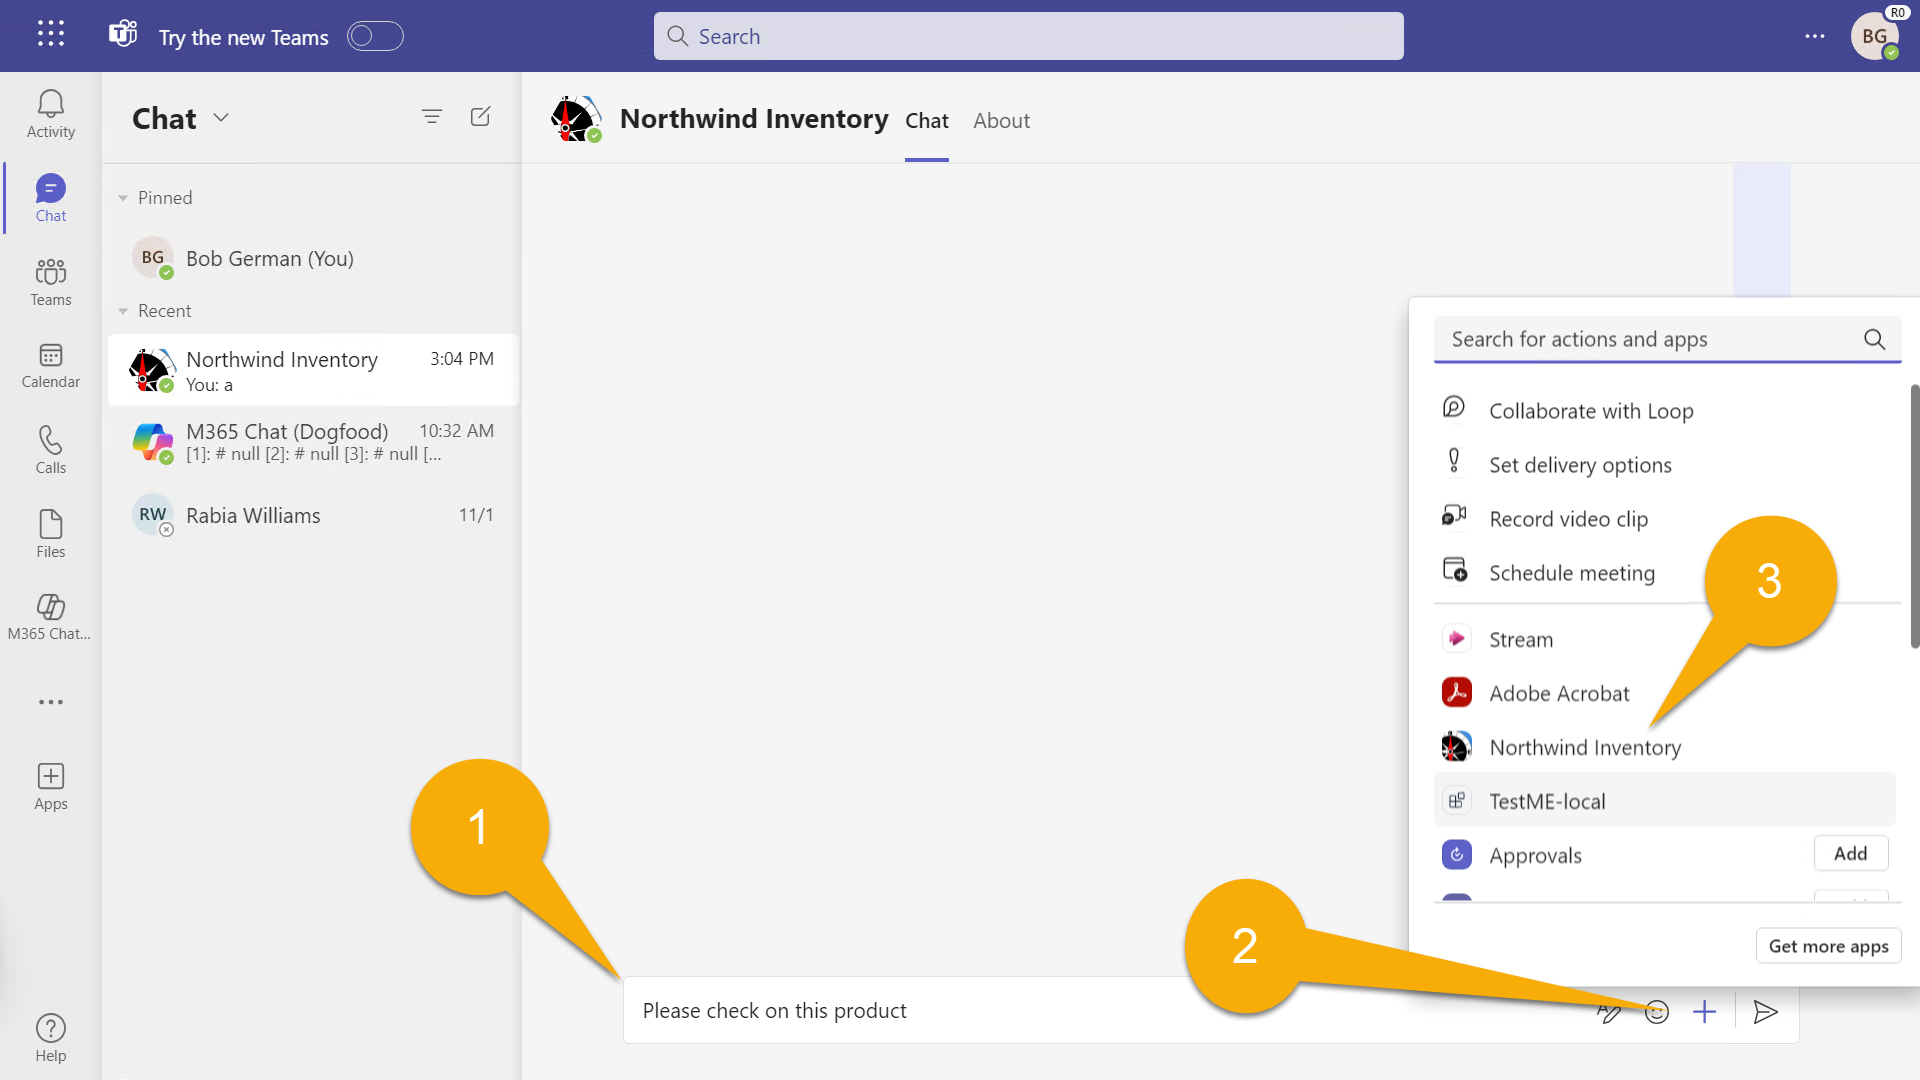 Try the new Teams
Search
R0
BG
Activity
Chat
Teams
Calendar
Calls
Files
M365 Chat...
Apps
Help
Chat
Pinned
BG Bob German (You)
Recent
Northwind Inventory 3:04 PM
You: a
M365 Chat (Dogfood) 10:32 AM
[1]: # null [2]: # null [3]: # null [...
RW Rabia Williams 11/1
Northwind Inventory Chat About
Search for actions and apps
Collaborate with Loop
Set delivery options
Record video clip
Schedule meeting
3
Stream
Adobe Acrobat
Northwind Inventory
TestME-local
Approvals Add
Get more apps
1
2
Please check on this product